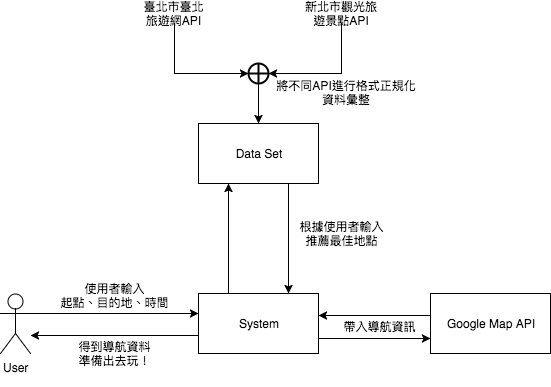 臺北市臺北
旅遊網API
新北市觀光旅
遊景點API
將不同API進行格式正規化
資料彙整
Data Set
根據使用者輸入
推薦最佳地點
使用者輸入
起點、目的地、時間
System
帶入導航資訊
Google Map API
得到導航資料
準備出去玩！
User